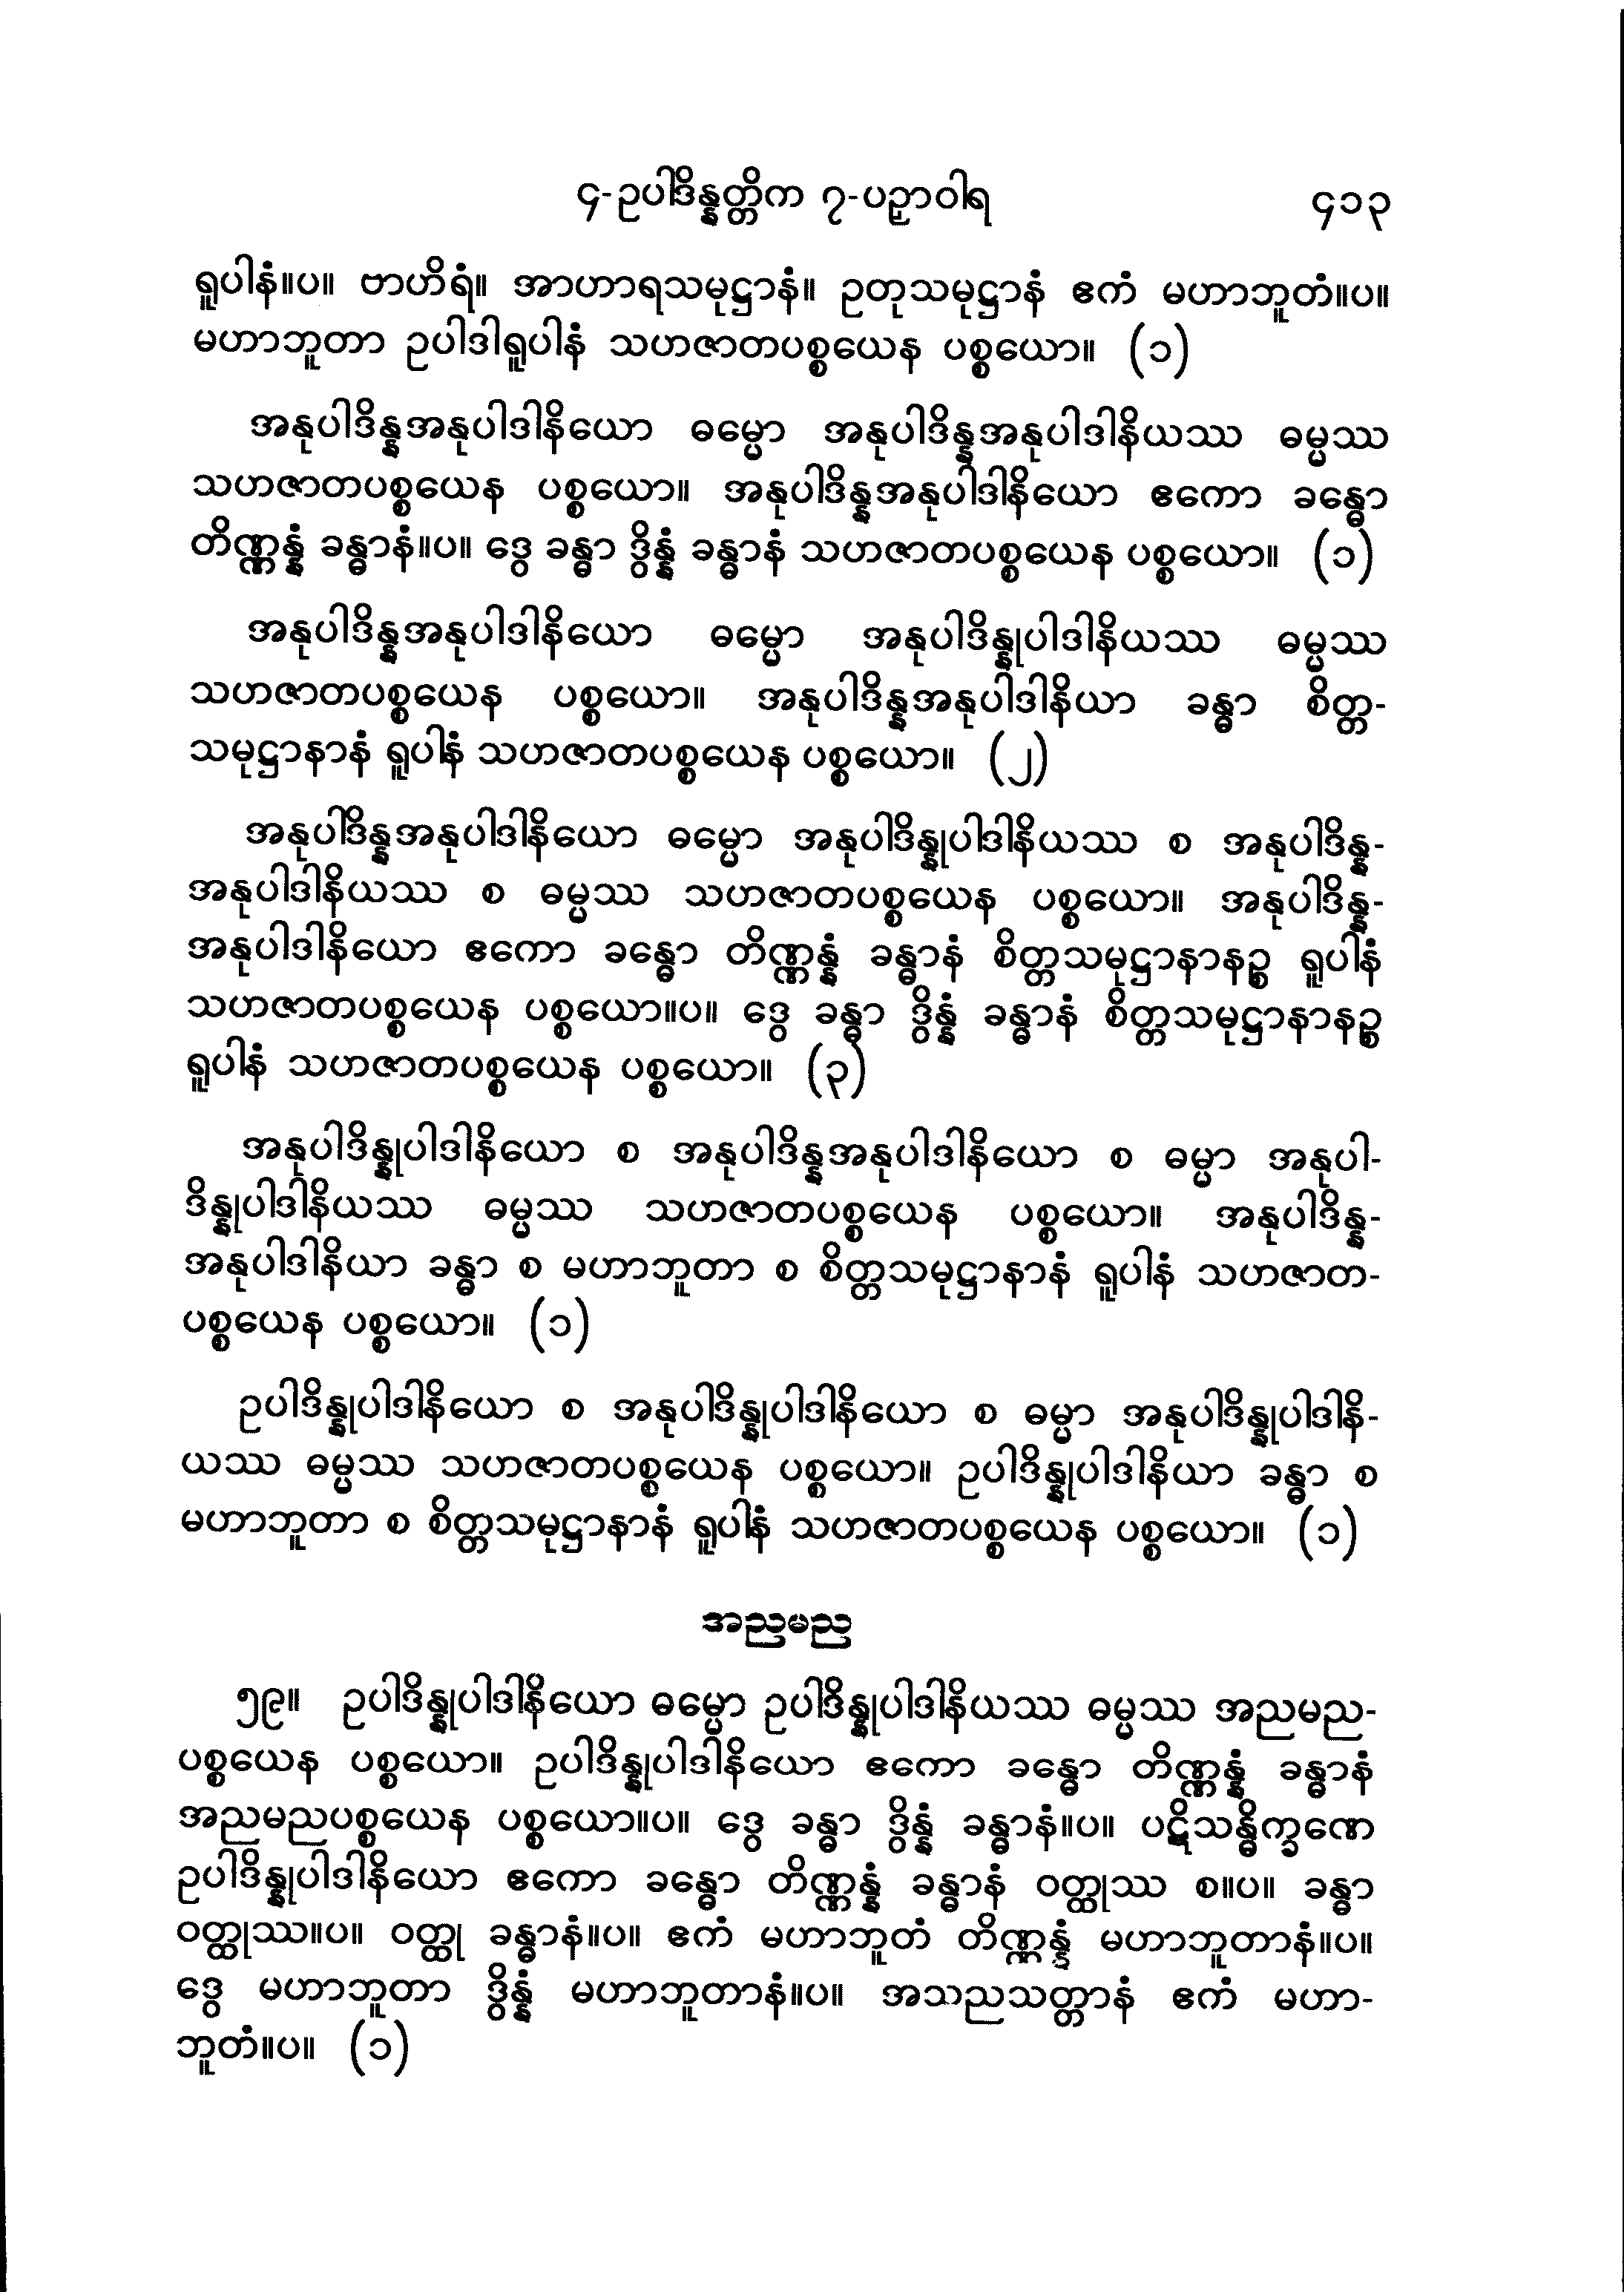 ၄-ဥပါဒိန္နတ္တိက ၇-ပဉှာဝါရ ၄၁၃
ရူပါနံ။ပ။ ဗာဟိရံ။ အာဟာရသမုဋ္ဌာနံ။ ဥတုသမုဋ္ဌာနံ ဧကံ မဟာဘူတံ။ပ။
မဟာဘူတာ ဥပါဒါရူပါနံ သဟဇာတပစ္စယေန ပစ္စယော။ (၁)
အနုပါဒိန္နအနုပါဒါနိယော ဓမ္မော အနုပါဒိန္နအနုပါဒါနိယဿ ဓမ္မဿ
သဟဇာတပစ္စယေန ပစ္စယော။ အနုပါဒိန္နအနုပါဒါနိယော ဧကော ခန္ဓော
တိဏ္ဏန္နံ ခန္ဓာနံ။ပ။ ဒွေ ခန္ဓာ ဒွိန္နံ ခန္ဓာနံ သဟဇာတပစ္စယေန ပစ္စယော။ (၁)
အနုပါဒိန္နအနုပါဒါနိယော ဓမ္မော အနုပါဒိန္နုပါဒါနိယဿ ဓမ္မဿ
သဟဇာတပစ္စယေန ပစ္စယော။ အနုပါဒိန္နအနုပါဒါနိယာ ခန္ဓာ စိတ္တ-
သမုဋ္ဌာနာနံ ရူပါနံ သဟဇာတပစ္စယေန ပစ္စယော။ (၂)
အနုပါဒိန္နအနုပါဒါနိယော ဓမ္မော အနုပါဒိန္နုပါဒါနိယဿ စ အနုပါဒိန္န-
အနုပါဒါနိယဿ စ ဓမ္မဿ သဟဇာတပစ္စယေန ပစ္စယော။ အနုပါဒိန္န-
အနုပါဒါနိယော ဧကော ခန္ဓော တိဏ္ဏန္နံ ခန္ဓာနံ စိတ္တသမုဋ္ဌာနာနဉ္စ ရူပါနံ
သဟဇာတပစ္စယေန ပစ္စယော။ပ။ ဒွေ ခန္ဓာ ဒွိန္နံ ခန္ဓာနံ စိတ္တသမုဋ္ဌာနာနဉ္စ
ရူပါနံ သဟဇာတပစ္စယေန ပစ္စယော။ (၃)
အနုပါဒိန္နုပါဒါနိယော စ အနုပါဒိန္နအနုပါဒါနိယော စ ဓမ္မာ အနုပါ-
ဒိန္နုပါဒါနိယဿ ဓမ္မဿ သဟဇာတပစ္စယေန ပစ္စယော။ အနုပါဒိန္န-
အနုပါဒါနိယာ ခန္ဓာ စ မဟာဘူတာ စ စိတ္တသမုဋ္ဌာနာနံ ရူပါနံ သဟဇာတ-
ပစ္စယေန ပစ္စယော။ (၁)
ဥပါဒိန္နုပါဒါနိယော စ အနုပါဒိန္နုပါဒါနိယော စ ဓမ္မာ အနုပါဒိန္နုပါဒါနိ-
ယဿ ဓမ္မဿ သဟဇာတပစ္စယေန ပစ္စယော။ ဥပါဒိန္နုပါဒါနိယာ ခန္ဓာ စ
မဟာဘူတာ စ စိတ္တသမုဋ္ဌာနာနံ ရူပါနံ သဟဇာတပစ္စယေန ပစ္စယော။ (၁)
အညမည
၅၉။ ဥပါဒိန္နုပါဒါနိယော ဓမ္မော ဥပါဒိန္နုပါဒါနိယဿ ဓမ္မဿ အညမည-
ပစ္စယေန ပစ္စယော။ ဥပါဒိန္နုပါဒါနိယော ဧကော ခန္ဓော တိဏ္ဏန္နံ ခန္ဓာနံ
အညမညပစ္စယေန ပစ္စယော။ပ။ ဒွေ ခန္ဓာ ဒွိန္နံ ခန္ဓာနံ။ပ။ ပဋိသန္ဓိက္ခဏေ
ဥပါဒိန္နုပါဒါနိယော ဧကော ခန္ဓော တိဏ္ဏန္နံ ခန္ဓာနံ ဝတ္ထုဿ စ။ပ။ ခန္ဓာ
ဝတ္ထုဿ။ပ။ ဝတ္ထု ခန္ဓာနံ။ပ။ ဧကံ မဟာဘူတံ တိဏ္ဏန္နံ မဟာဘူတာနံ။ပ။
ဒွေ မဟာဘူတာ ဒွိန္နံ မဟာဘူတာနံ။ပ။ အသညသတ္တာနံ ဧကံ မဟာ-
ဘူတံ။ပ။ (၁)